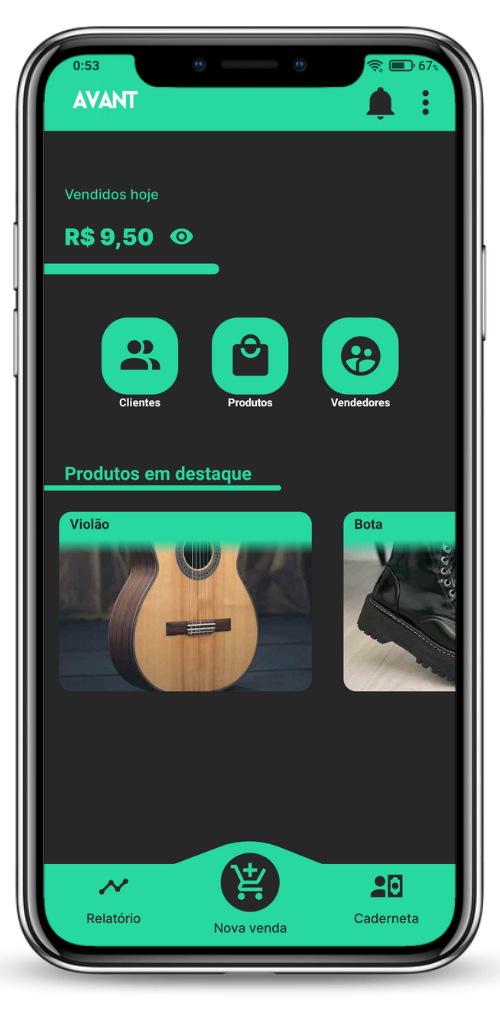 0:53
67%
AVANT
Vendidos hoje
R$ 9,50
Clientes
Produtos
Vendedores
Produtos em destaque
Violão
Bota
Relatório
Nova venda
Caderneta